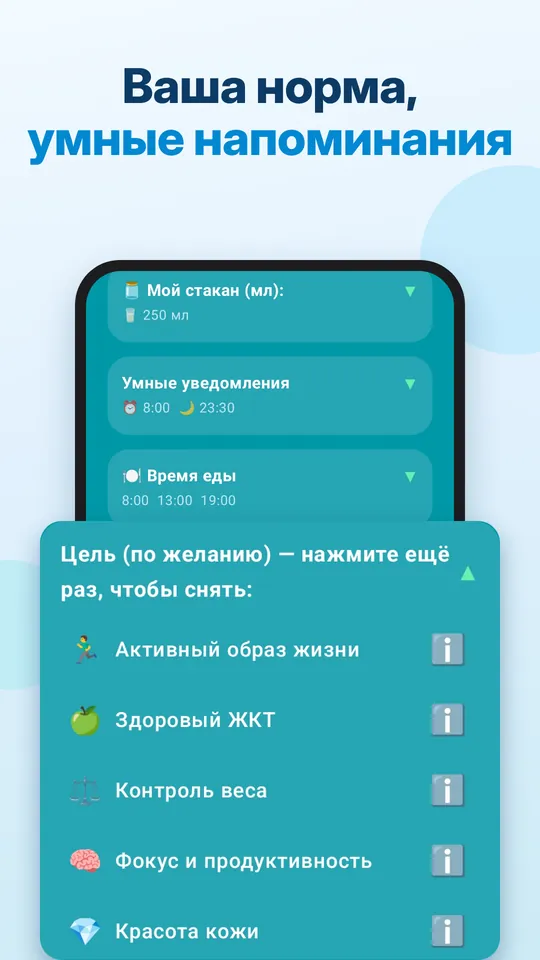 Ваша норма,
умные напоминания
Мой стакан (мл):
250 мл
Умные уведомления
8:00 23:30
Время еды
8:00 13:00 19:00
Цель (по желанию) — нажмите ещё
раз, чтобы снять:
Активный образ жизни
Здоровый ЖКТ
Контроль веса
Фокус и продуктивность
Красота кожи